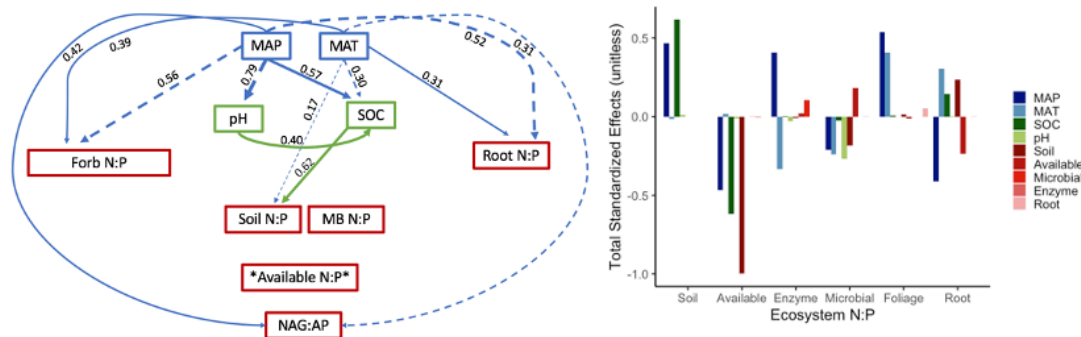 0.42
0.39
0.52
0.31
MAP
MAT
0.56
0.79
0.57
0.30
0.31
0.17
pH
SOC
0.40
Forb N:P
Root N:P
0.62
Soil N:P
MB N:P
*Available N:P*
NAG:AP
Total Standardized Effects (unitless)
0.5
0.0
-0.5
-1.0
Soil
Available
Enzyme
Microbial
Foliage
Root
Ecosystem N:P
MAP
MAT
SOC
pH
Soil
Available
Microbial
Enzyme
Root